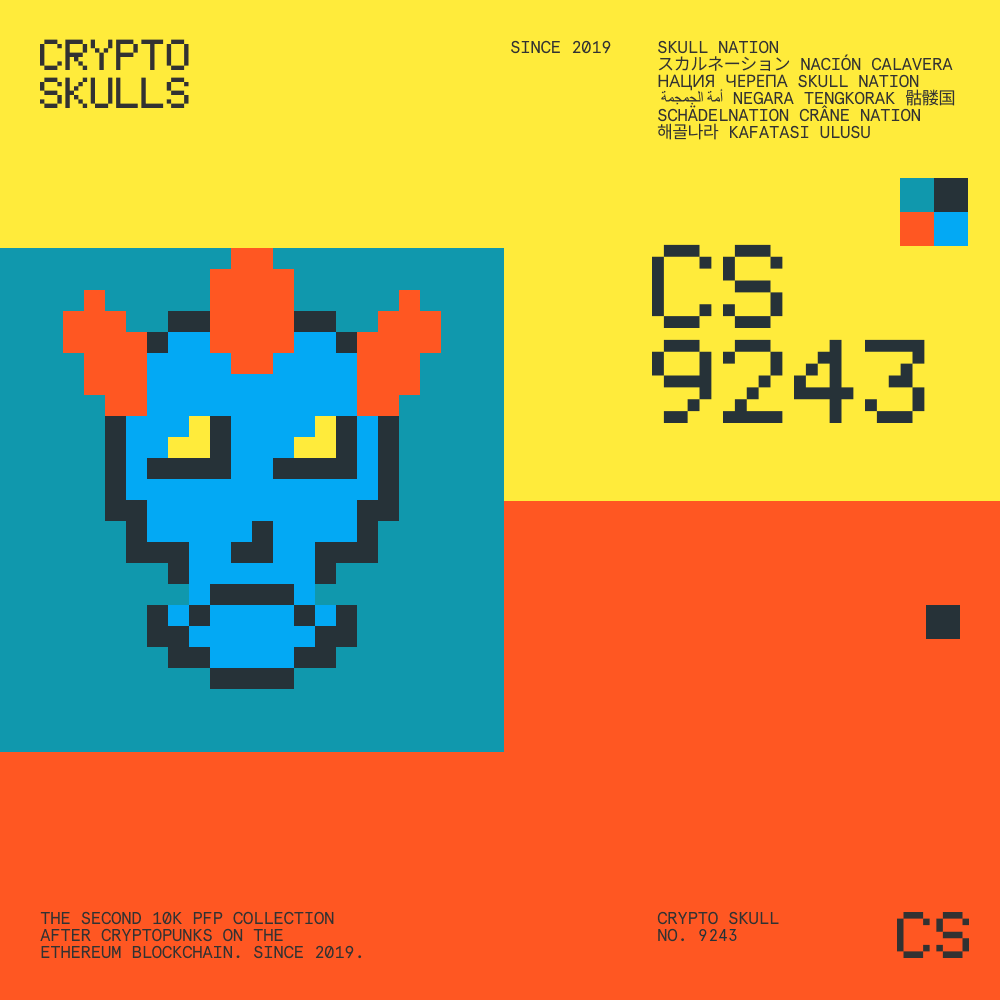 CRYPTO
SKULLS
SINCE 2019
SKULL NATION
スカルネーション NACIÓN CALAVERA
НАЦИЯ ЧЕРЕПА SKULL NATION
أمة الجمجمة NEGARA TENGKORAK 骷髅国
SCHÄDELNATION CRÂNE NATION
해골나라 KAFATASI ULUSU
CS
9243
THE SECOND 10K PFP COLLECTION
AFTER CRYPTOPUNKS ON THE
ETHEREUM BLOCKCHAIN. SINCE 2019.
CRYPTO SKULL
NO. 9243
CS